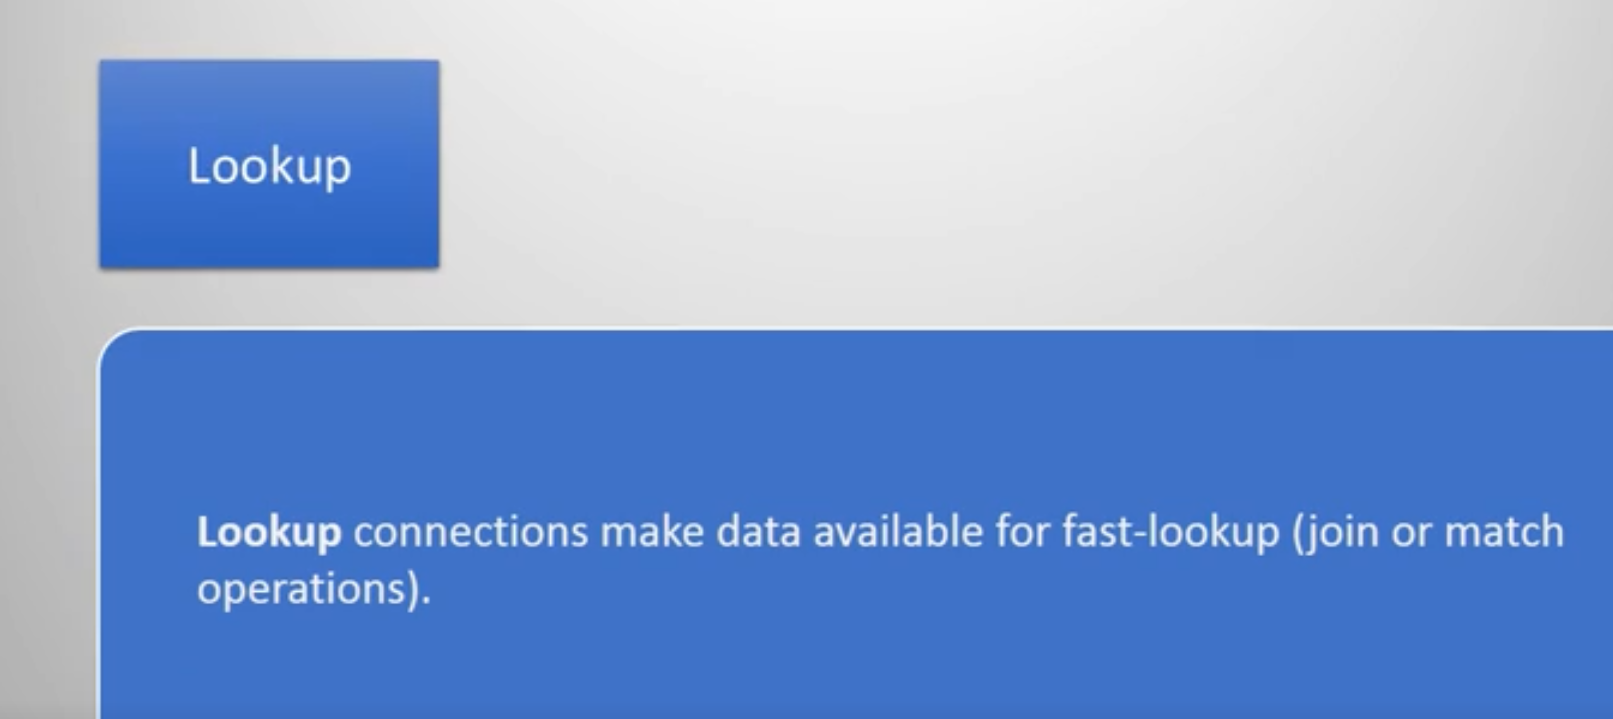 Lookup
Lookup connections make data available for fast-lookup (join or match
operations).